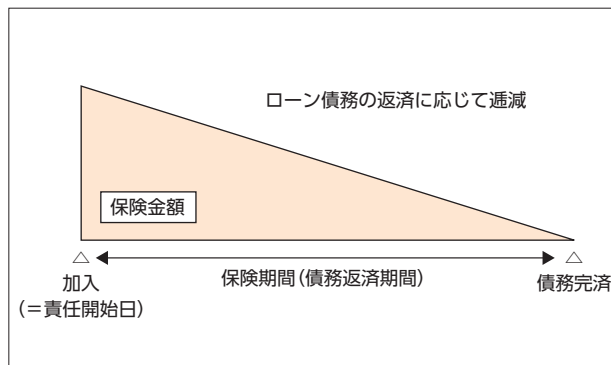 ローン債務の返済に応じて逓減
保険金額
△ 加入
(=責任開始日)
保険期間(債務返済期間)
△ 債務完済